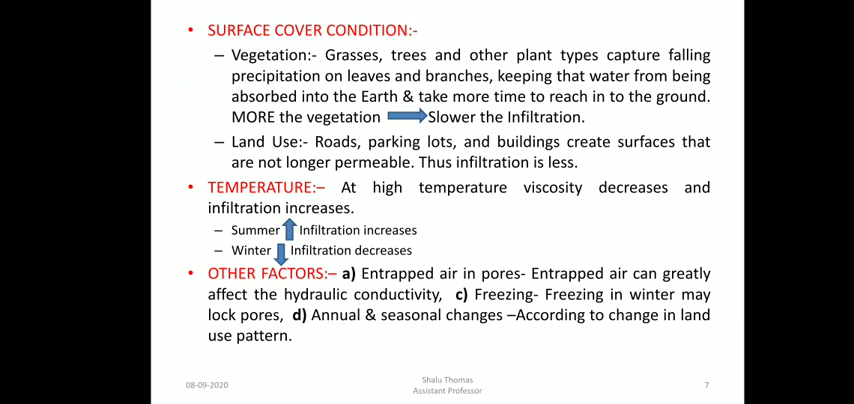 • SURFACE COVER CONDITION:-
– Vegetation:- Grasses, trees and other plant types capture falling
precipitation on leaves and branches, keeping that water from being
absorbed into the Earth & take more time to reach in to the ground.
MORE the vegetation Slower the Infiltration.
– Land Use:- Roads, parking lots, and buildings create surfaces that
are not longer permeable. Thus infiltration is less.
• TEMPERATURE:– At high temperature viscosity decreases and
infiltration increases.
– Summer Infiltration increases
– Winter Infiltration decreases
• OTHER FACTORS:– a) Entrapped air in pores- Entrapped air can greatly
affect the hydraulic conductivity, c) Freezing- Freezing in winter may
lock pores, d) Annual & seasonal changes –According to change in land
use pattern.
08-09-2020
Shalu Thomas
Assistant Professor
7